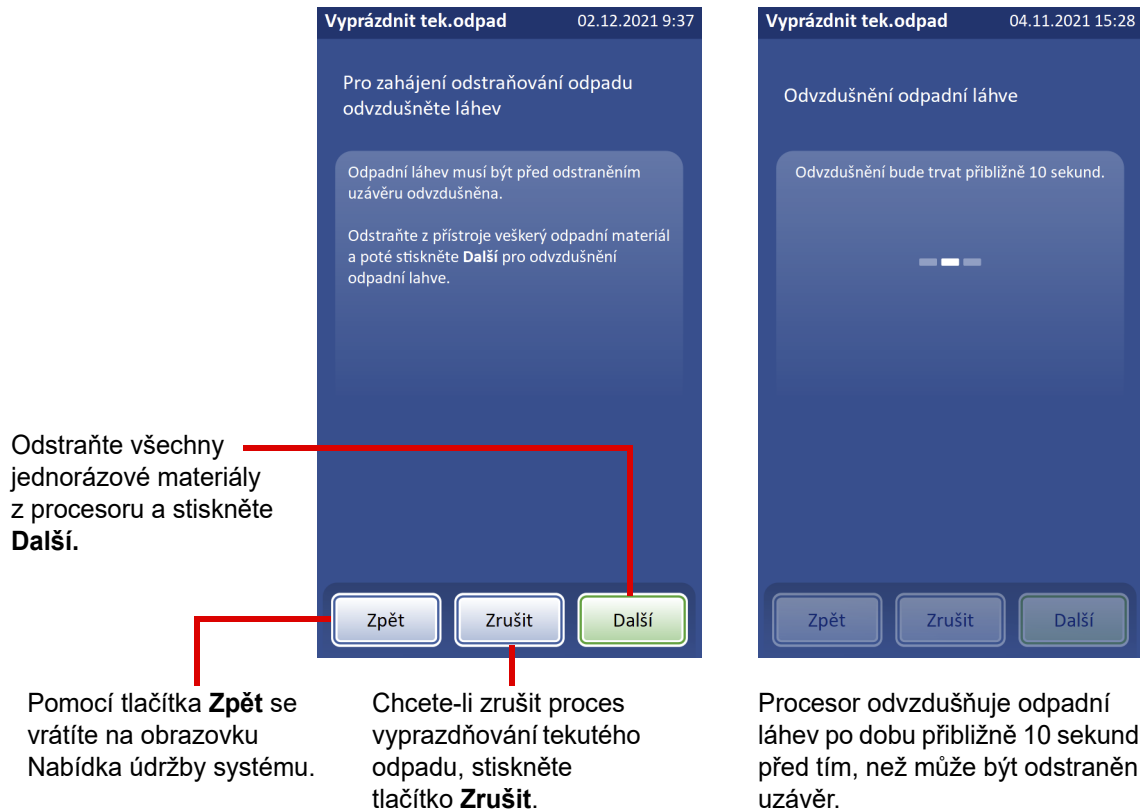 Vyprázdnit tek.odpad 02.12.2021 9:37
Pro zahájení odstraňování odpadu
odvzdušněte láhev
Odpadní láhev musí být před odstraněním
uzávěru odvzdušněna.
Odstraňte z přístroje veškerý odpadní materiál
a poté stiskněte Další pro odvzdušnění
odpadní lahve.
Odstraňte všechny
jednorázové materiály
z procesoru a stiskněte
Další.
Zpět Zrušit Další
Pomocí tlačítka Zpět se
vrátíte na obrazovku
Nabídka údržby systému.
Chcete-li zrušit proces
vyprazdňování tekutého
odpadu, stiskněte
tlačítko Zrušit.
Vyprázdnit tek.odpad 04.11.2021 15:28
Odvzdušnění odpadní láhve
Odvzdušnění bude trvat přibližně 10 sekund.
Zpět Zrušit Další
Procesor odvzdušňuje odpadní
láhev po dobu přibližně 10 sekund
před tím, než může být odstraněn
uzávěr.